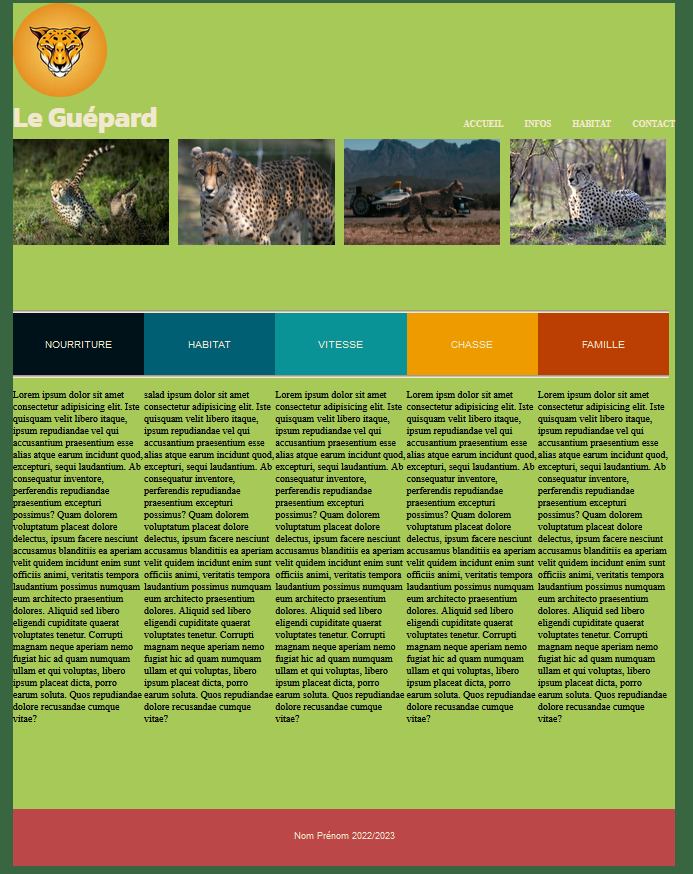 Le Guépard
ACCUEIL INFOS HABITAT CONTACT
NOURRITURE HABITAT VITESSE CHASSE FAMILLE
Lorem ipsum dolor sit amet
consectetur adipisicing elit. Iste
quisquam velit libero itaque,
ipsum repudiandae vel qui
accusantium praesentium esse
alias atque earum incidunt quod,
excepturi, sequi laudantium. Ab
consequatur inventore,
perferendis repudiandae
praesentium excepturi
possimus? Quam dolorem
voluptatum placeat dolore
delectus, ipsum facere nesciunt
accusamus blanditiis ea aperiam
velit quidem incidunt enim sunt
officiis animi, veritatis tempora
laudantium possimus numquam
eum architecto praesentium
dolores. Aliquid sed libero
eligendi cupiditate quaerat
voluptates tenetur. Corrupti
magnam neque aperiam nemo
fugiat hic ad quam numquam
ullam et qui voluptas, libero
ipsum placeat dicta, porro
earum soluta. Quos repudiandae
dolore recusandae cumque
vitae?
salad ipsum dolor sit amet
consectetur adipisicing elit. Iste
quisquam velit libero itaque,
ipsum repudiandae vel qui
accusantium praesentium esse
alias atque earum incidunt quod,
excepturi, sequi laudantium. Ab
consequatur inventore,
perferendis repudiandae
praesentium excepturi
possimus? Quam dolorem
voluptatum placeat dolore
delectus, ipsum facere nesciunt
accusamus blanditiis ea aperiam
velit quidem incidunt enim sunt
officiis animi, veritatis tempora
laudantium possimus numquam
eum architecto praesentium
dolores. Aliquid sed libero
eligendi cupiditate quaerat
voluptates tenetur. Corrupti
magnam neque aperiam nemo
fugiat hic ad quam numquam
ullam et qui voluptas, libero
ipsum placeat dicta, porro
earum soluta. Quos repudiandae
dolore recusandae cumque
vitae?
Lorem ipsum dolor sit amet
consectetur adipisicing elit. Iste
quisquam velit libero itaque,
ipsum repudiandae vel qui
accusantium praesentium esse
alias atque earum incidunt quod,
excepturi, sequi laudantium. Ab
consequatur inventore,
perferendis repudiandae
praesentium excepturi
possimus? Quam dolorem
voluptatum placeat dolore
delectus, ipsum facere nesciunt
accusamus blanditiis ea aperiam
velit quidem incidunt enim sunt
officiis animi, veritatis tempora
laudantium possimus numquam
eum architecto praesentium
dolores. Aliquid sed libero
eligendi cupiditate quaerat
voluptates tenetur. Corrupti
magnam neque aperiam nemo
fugiat hic ad quam numquam
ullam et qui voluptas, libero
ipsum placeat dicta, porro
earum soluta. Quos repudiandae
dolore recusandae cumque
vitae?
Lorem ipsm dolor sit amet
consectetur adipisicing elit. Iste
quisquam velit libero itaque,
ipsum repudiandae vel qui
accusantium praesentium esse
alias atque earum incidunt quod,
excepturi, sequi laudantium. Ab
consequatur inventore,
perferendis repudiandae
praesentium excepturi
possimus? Quam dolorem
voluptatum placeat dolore
delectus, ipsum facere nesciunt
accusamus blanditiis ea aperiam
velit quidem incidunt enim sunt
officiis animi, veritatis tempora
laudantium possimus numquam
eum architecto praesentium
dolores. Aliquid sed libero
eligendi cupiditate quaerat
voluptates tenetur. Corrupti
magnam neque aperiam nemo
fugiat hic ad quam numquam
ullam et qui voluptas, libero
ipsum placeat dicta, porro
earum soluta. Quos repudiandae
dolore recusandae cumque
vitae?
Lorem ipsum dolor sit amet
consectetur adipisicing elit. Iste
quisquam velit libero itaque,
ipsum repudiandae vel qui
accusantium praesentium esse
alias atque earum incidunt quod,
excepturi, sequi laudantium. Ab
consequatur inventore,
perferendis repudiandae
praesentium excepturi
possimus? Quam dolorem
voluptatum placeat dolore
delectus, ipsum facere nesciunt
accusamus blanditiis ea aperiam
velit quidem incidunt enim sunt
officiis animi, veritatis tempora
laudantium possimus numquam
eum architecto praesentium
dolores. Aliquid sed libero
eligendi cupiditate quaerat
voluptates tenetur. Corrupti
magnam neque aperiam nemo
fugiat hic ad quam numquam
ullam et qui voluptas, libero
ipsum placeat dicta, porro
earum soluta. Quos repudiandae
dolore recusandae cumque
vitae?
Nom Prénom 2022/2023